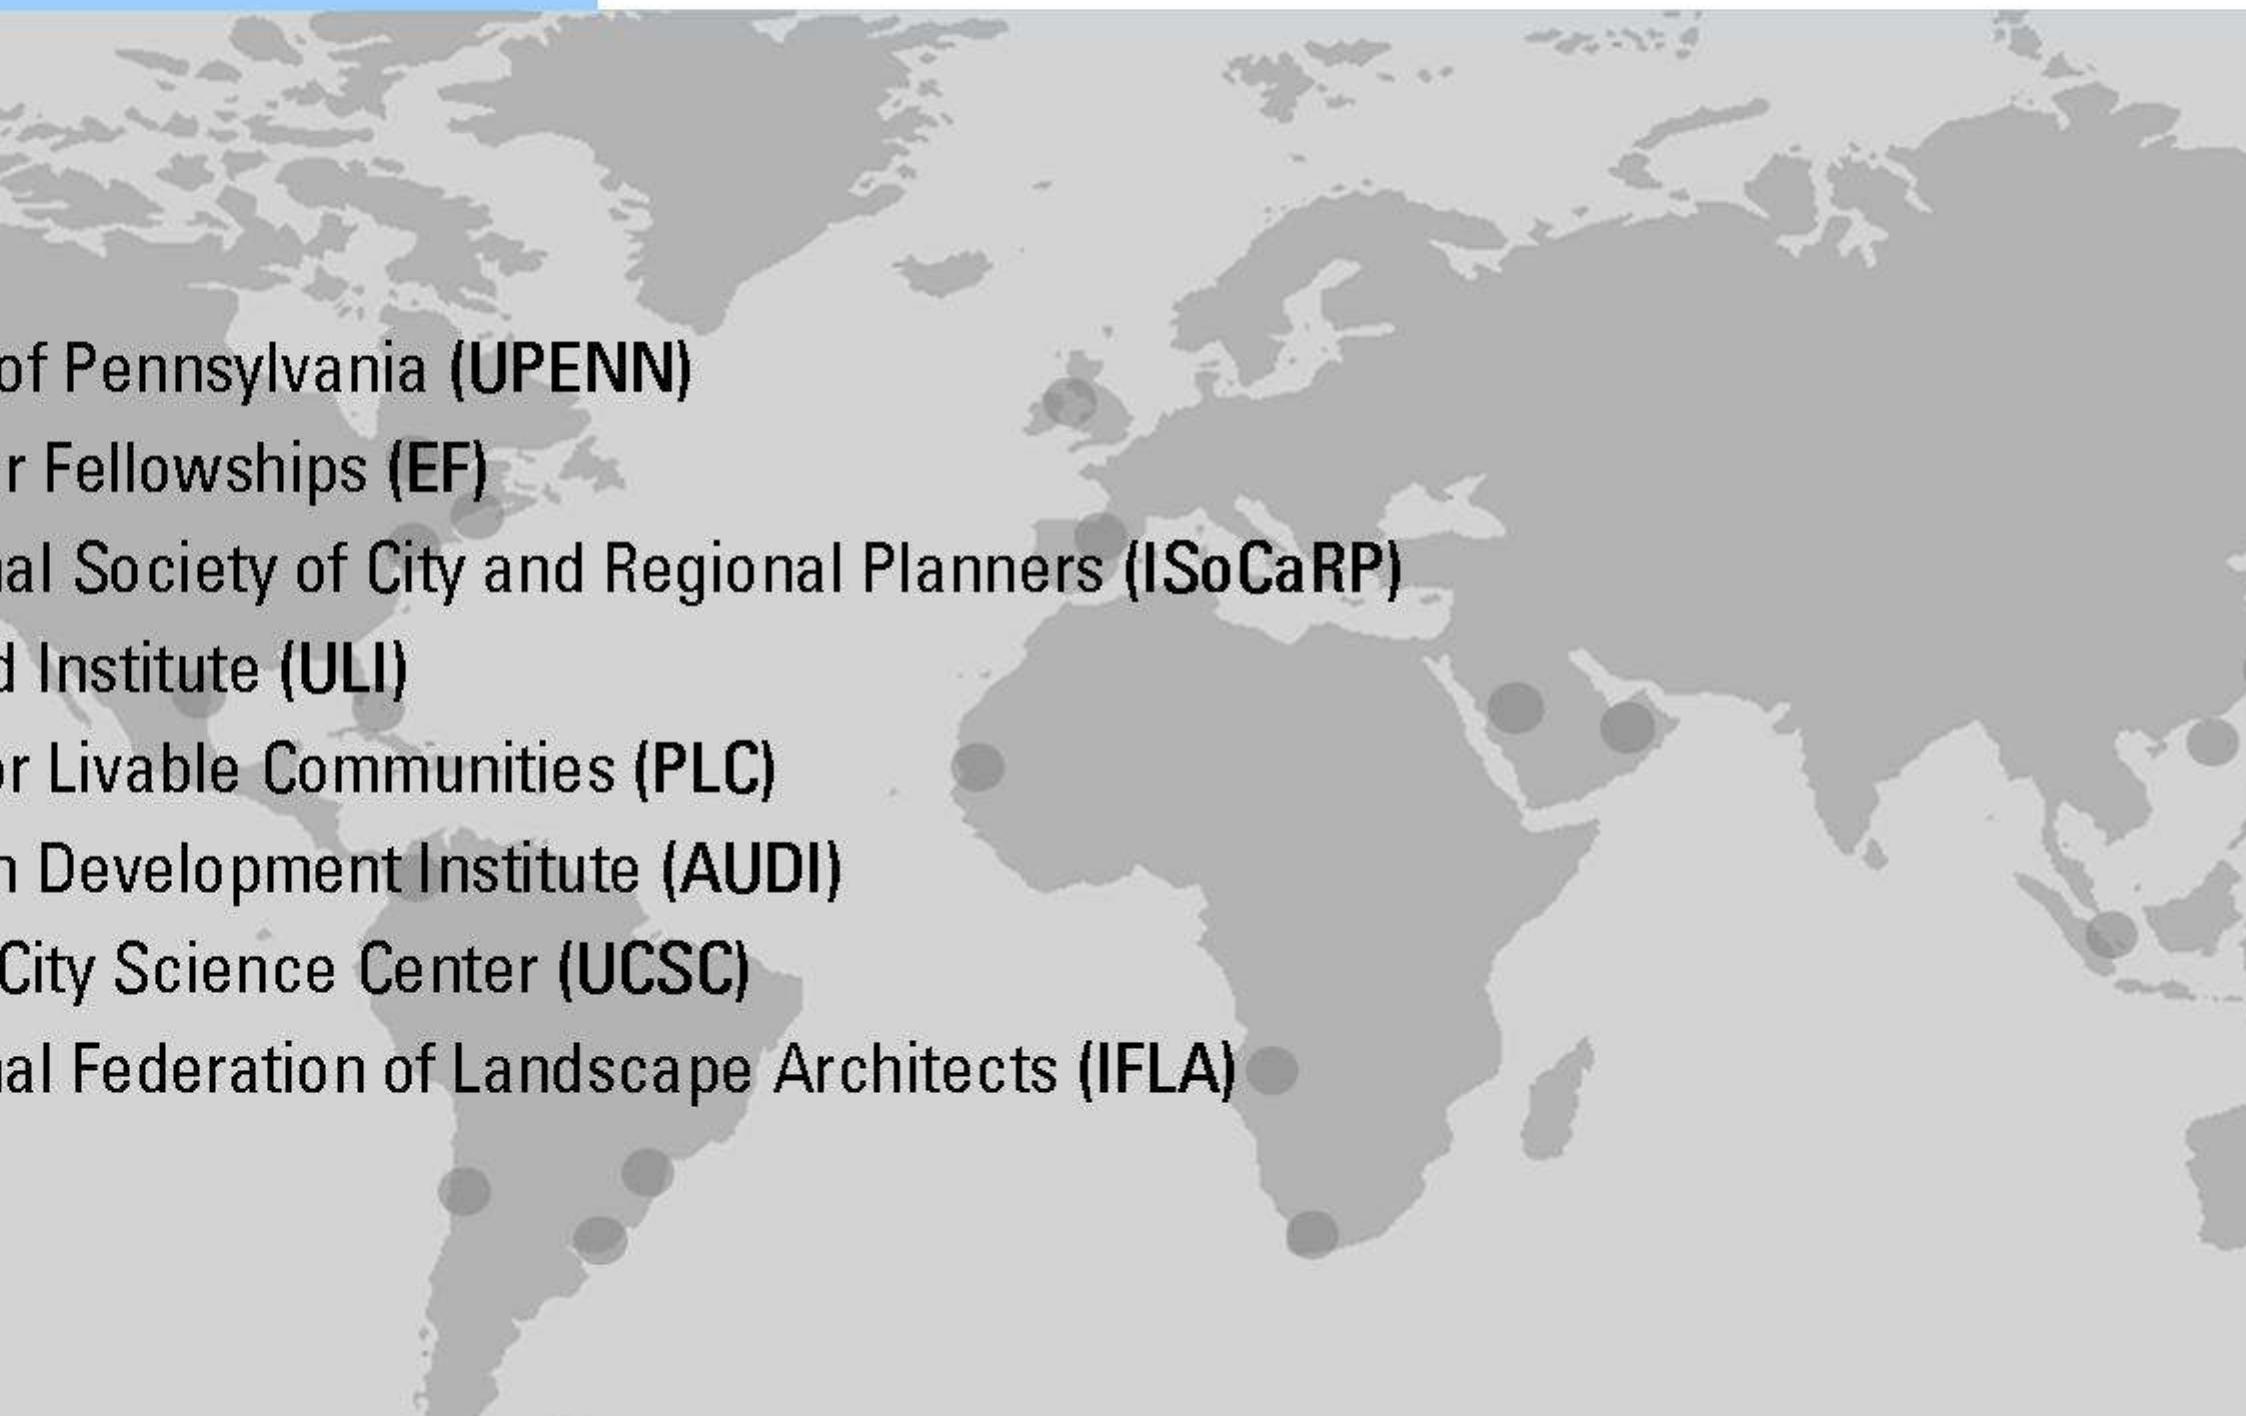 of Pennsylvania (UPENN)
r Fellowships (EF)
al Society of City and Regional Planners (ISoCaRP)
d Institute (ULI)
or Livable Communities (PLC)
n Development Institute (AUDI)
City Science Center (UCSC)
al Federation of Landscape Architects (IFLA)